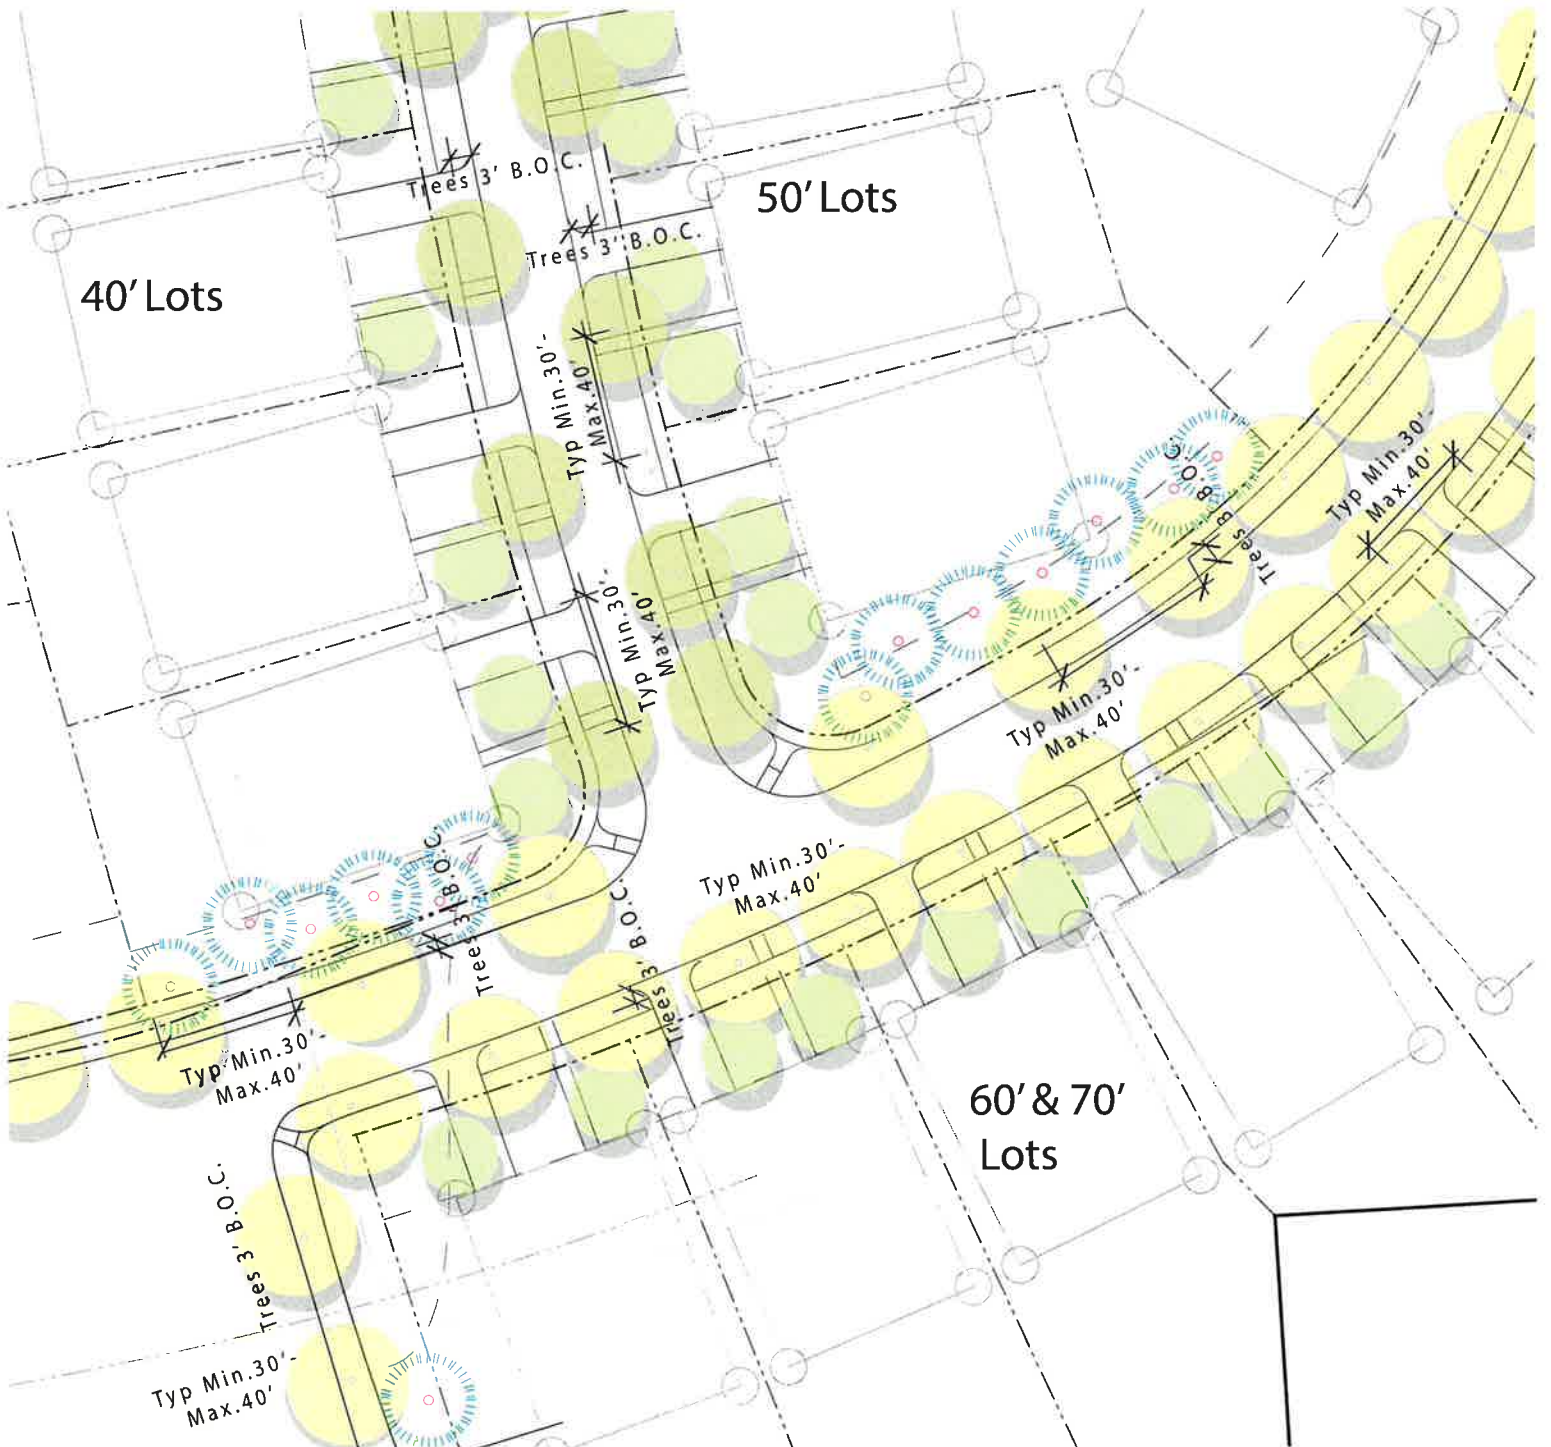 Trees 3' B.O.C.
50' Lots
Trees 3' B.O.C.
40' Lots
Typ Min.30'-
Max.40'
Typ Min.30'-
Max.40'
Trees 3' B.O.C.
Typ Min.30'-
Max.40'
Typ Min.30'-
Max.40'
Typ Min.30'-
Max.40'
Trees 3' B.O.C.
Trees 3' B.O.C.
Typ Min.30'-
Max.40'
60' & 70'
Lots
Trees 3' B.O.C.
Typ Min.30'-
Max.40'